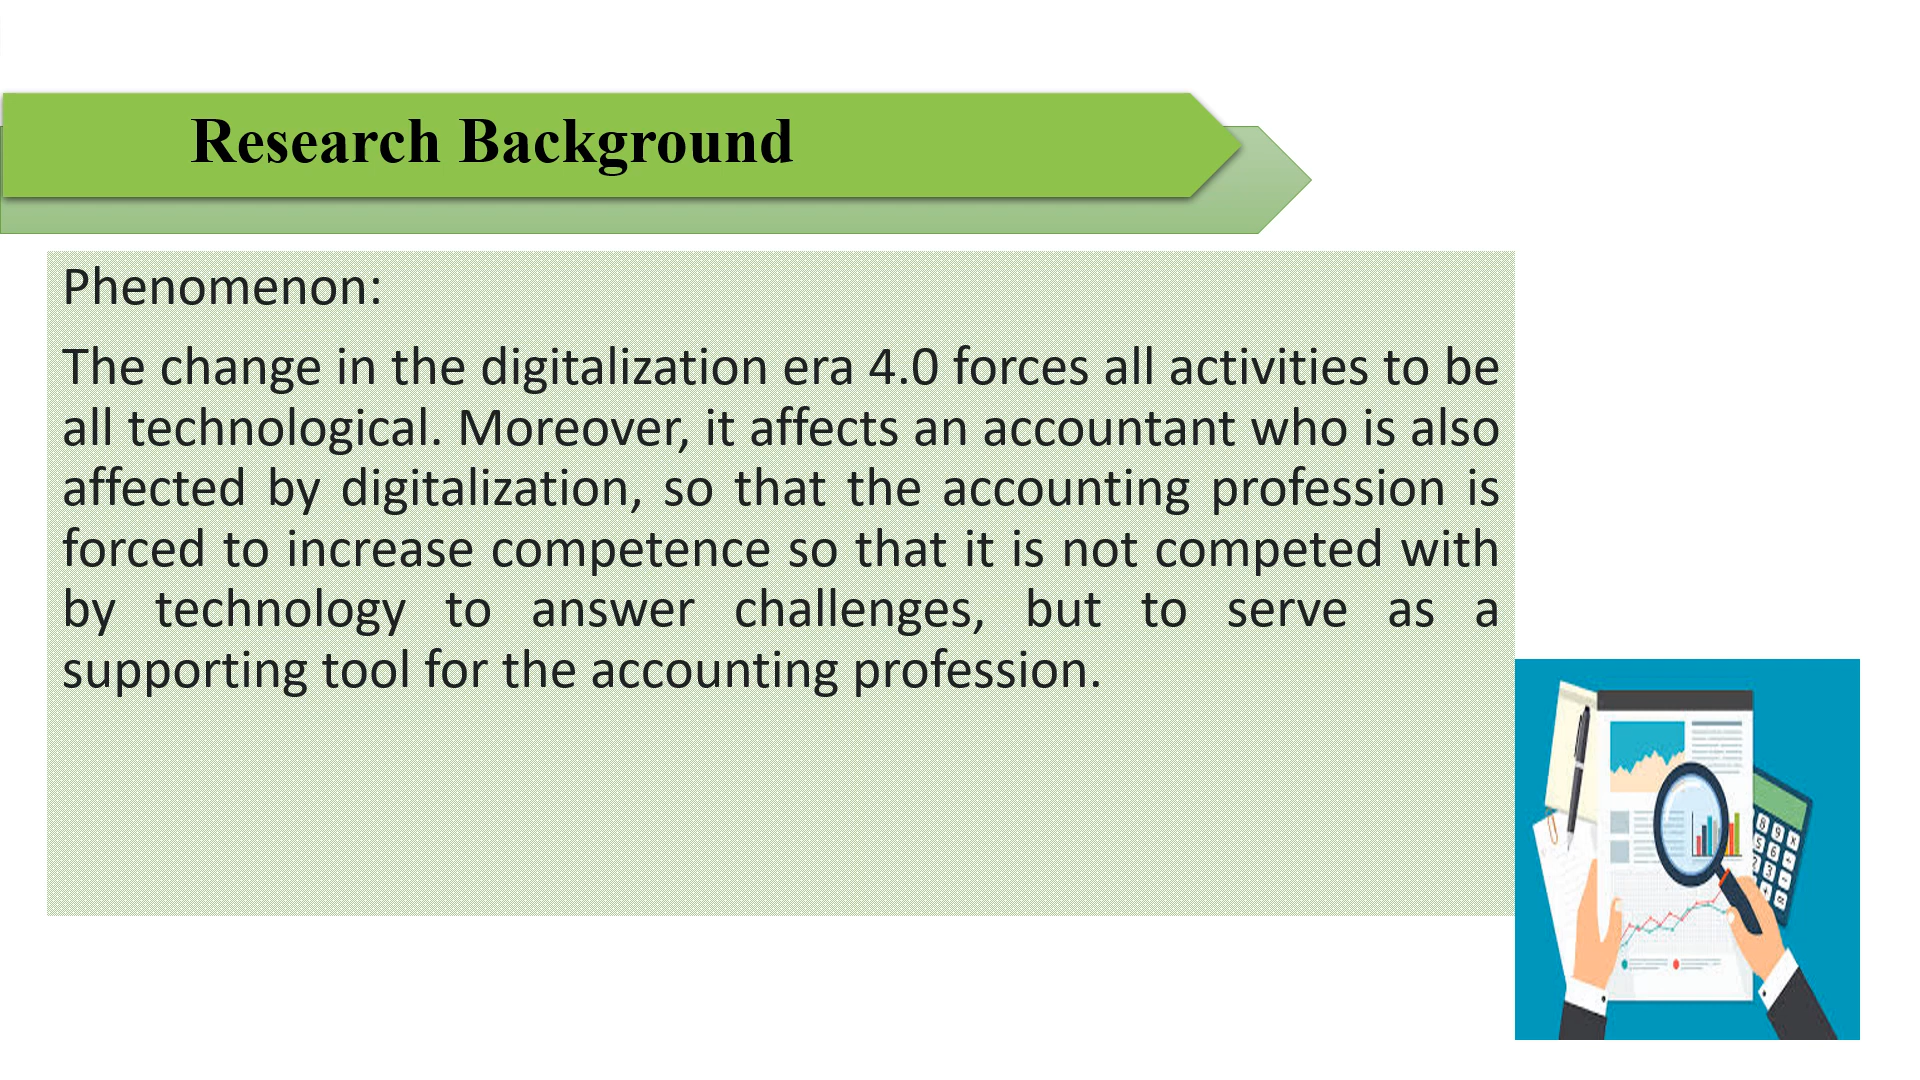 Research Background
Phenomenon:
The change in the digitalization era 4.0 forces all activities to be
all technological. Moreover, it affects an accountant who is also
affected by digitalization, so that the accounting profession is
forced to increase competence so that it is not competed with
by technology to answer challenges, but to serve as a
supporting tool for the accounting profession.